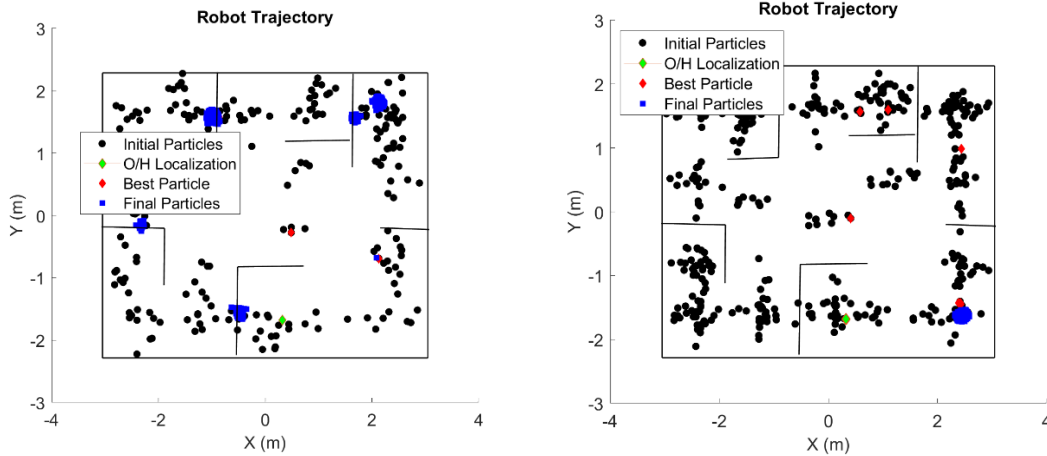 Robot Trajectory
3
2
1
0
-1
-2
-3
Y (m)
-4
-2
0
2
4
X (m)
Initial Particles
O/H Localization
Best Particle
Final Particles
Robot Trajectory
3
2
1
0
-1
-2
-3
Y (m)
-4
-2
0
2
4
X (m)
Initial Particles
O/H Localization
Best Particle
Final Particles